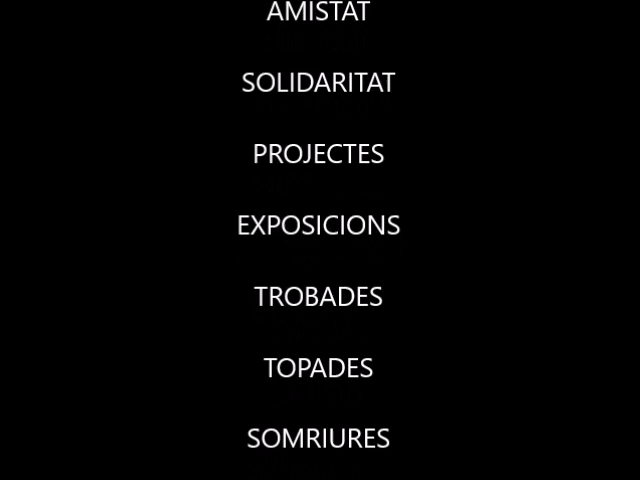 AMISTAT
SOLIDARITAT
PROJECTES
EXPOSICIONS
TROBADES
TOPADES
SOMRIURES